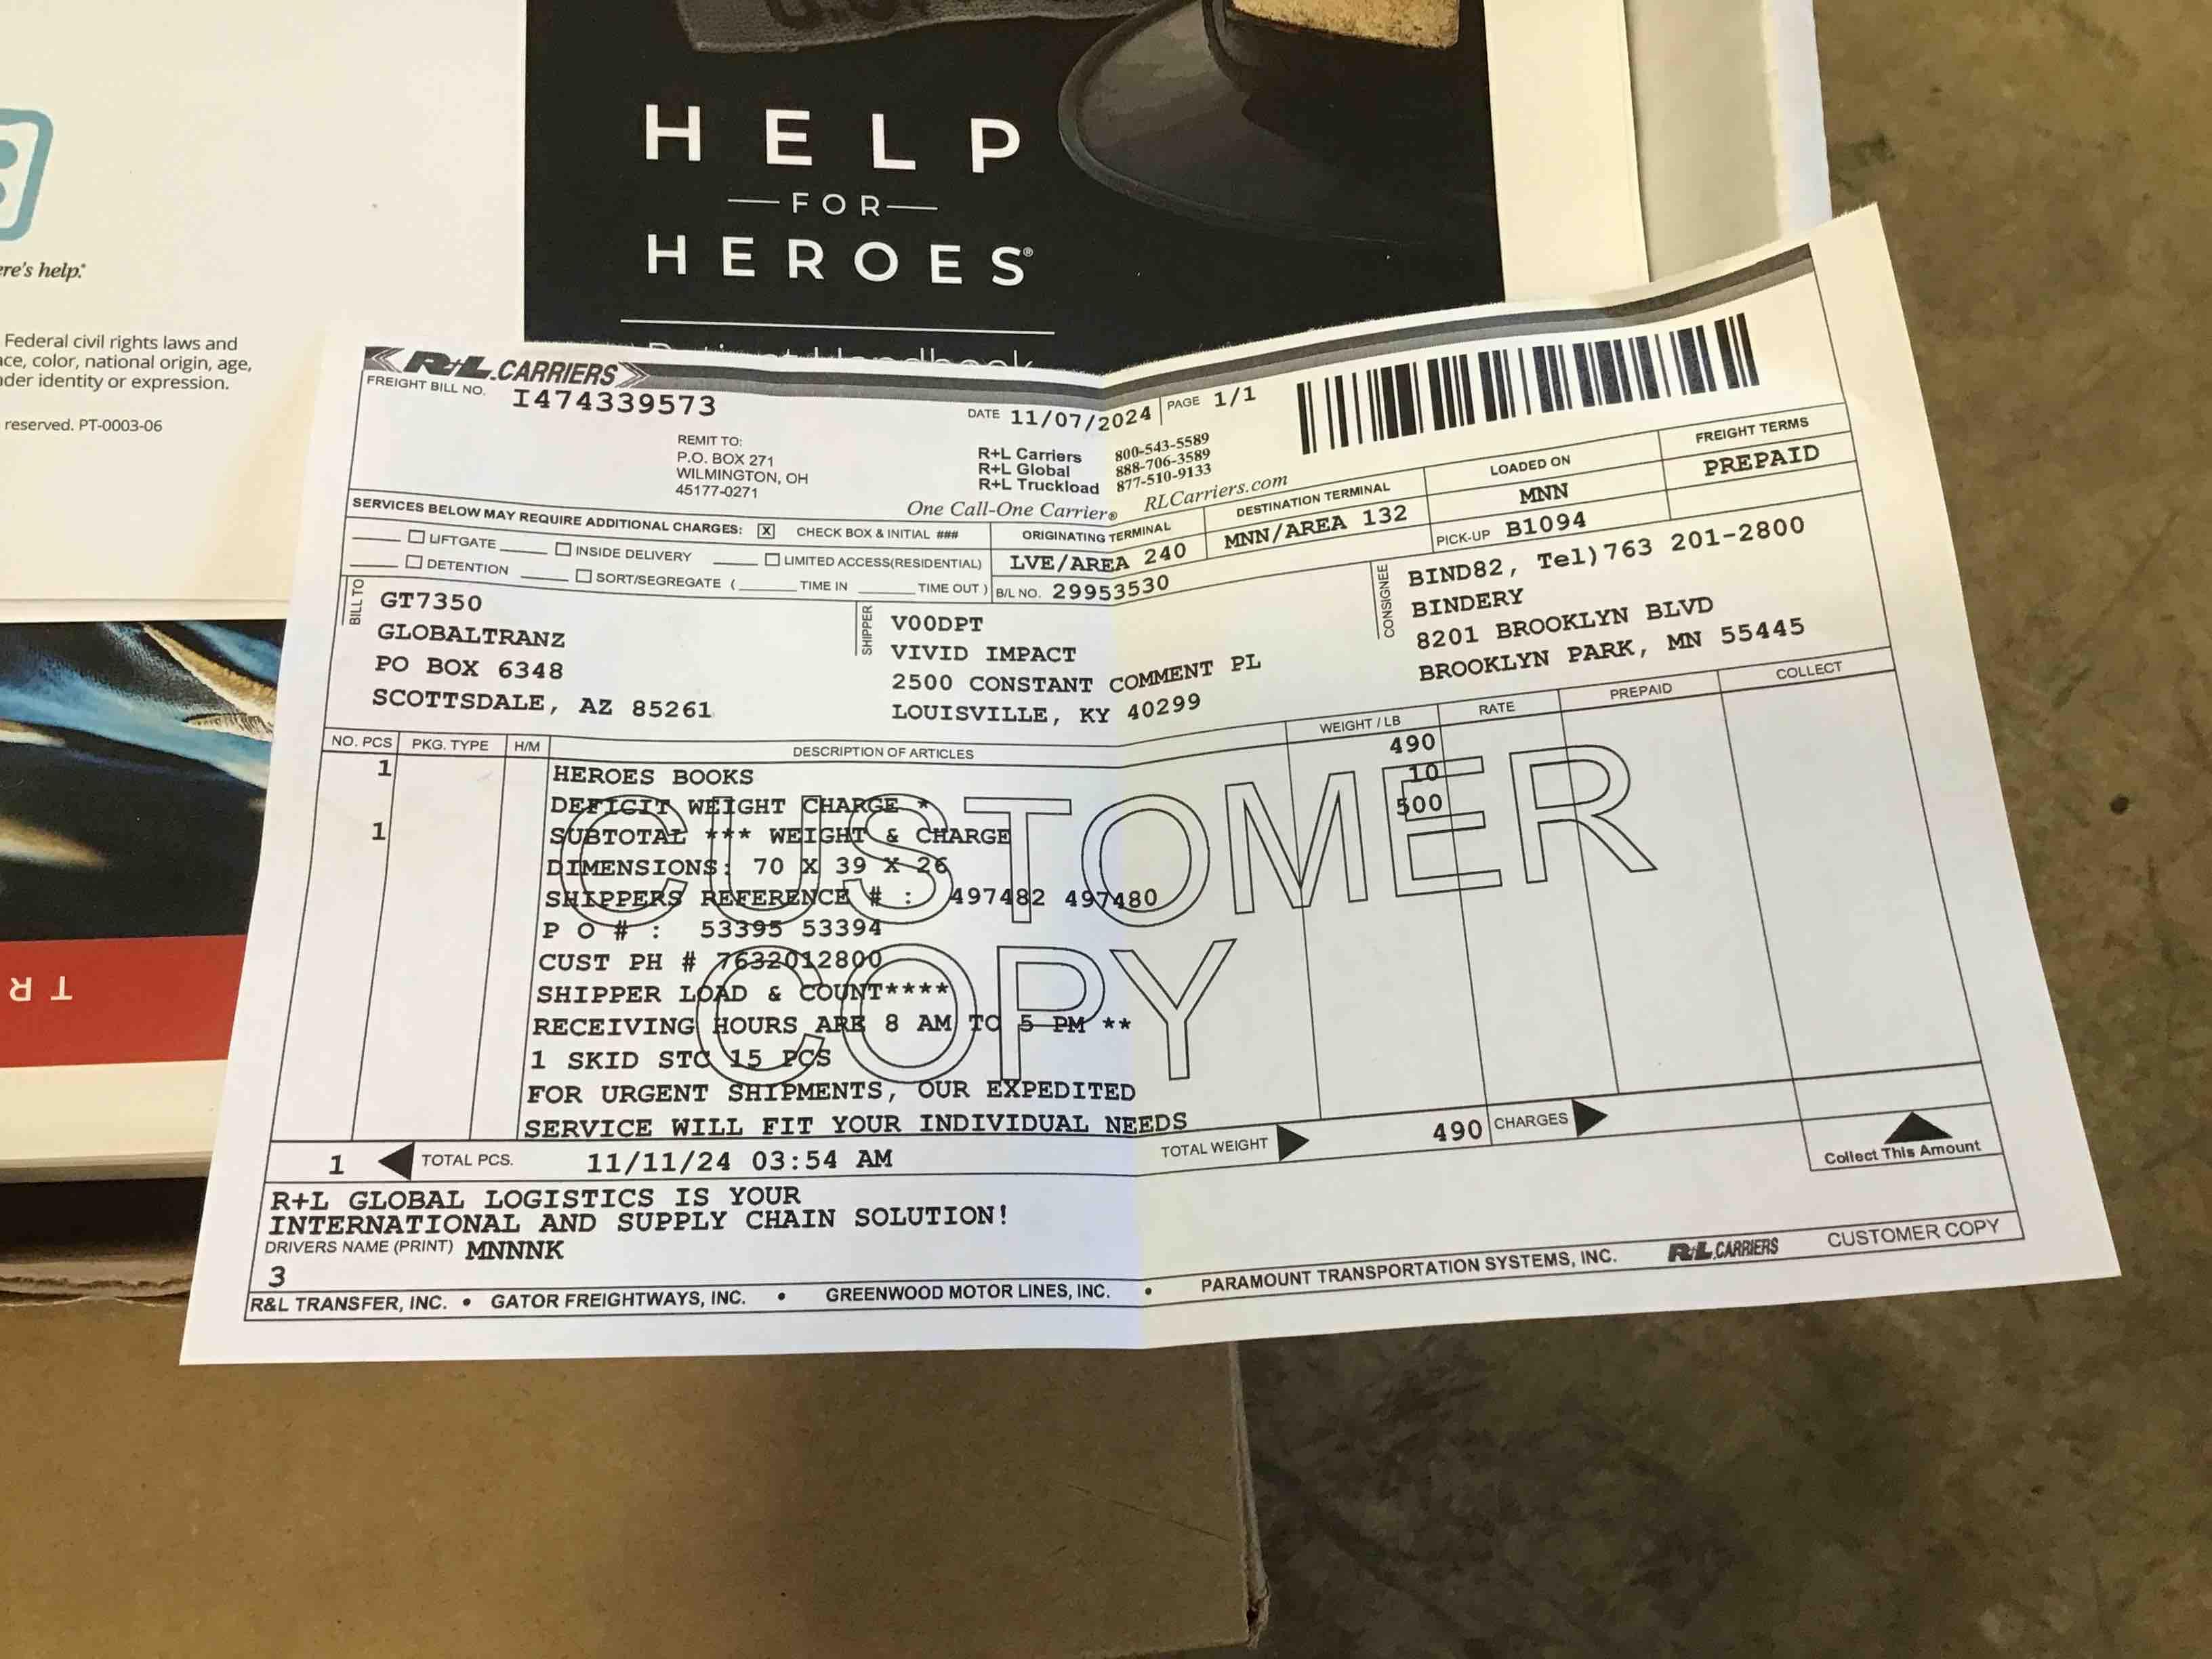 HELP
FOR
HEROES®
ere's help.®
Federal civil rights laws and
ace, color, national origin, age,
nder identity or expression.
reserved. PT-0003-06
TR
R+L CARRIERS
FREIGHT BILL NO. I474339573
DATE 11/07/2024 PAGE 1/1
REMIT TO:
P.O. BOX 271
WILMINGTON, OH
45177-0271
R+L Carriers 800-543-5589
R+L Global 888-706-3589
R+L Truckload 877-510-9133
One Call-One Carrier® RLCarriers.com
SERVICES BELOW MAY REQUIRE ADDITIONAL CHARGES: X CHECK BOX & INITIAL ###
LIFTGATE INSIDE DELIVERY LIMITED ACCESS(RESIDENTIAL)
DETENTION SORT/SEGREGATE ( TIME IN TIME OUT )
ORIGINATING TERMINAL
LVE/AREA 240
DESTINATION TERMINAL
MNN/AREA 132
LOADED ON
MNN
FREIGHT TERMS
PREPAID
B/L NO. 29953530
PICK-UP B1094
BILL TO
GT7350
GLOBALTRANZ
PO BOX 6348
SCOTTSDALE, AZ 85261
SHIPPER
V00DPT
VIVID IMPACT
2500 CONSTANT COMMENT PL
LOUISVILLE, KY 40299
CONSIGNEE
BIND82, Tel)763 201-2800
BINDERY
8201 BROOKLYN BLVD
BROOKLYN PARK, MN 55445
NO. PCS PKG. TYPE H/M DESCRIPTION OF ARTICLES WEIGHT / LB RATE PREPAID COLLECT
1 HEROES BOOKS 490
DEFICIT WEIGHT CHARGE * 10
1 SUBTOTAL *** WEIGHT & CHARGE 500
DIMENSIONS: 70 X 39 X 26
SHIPPERS REFERENCE # : 497482 497480
P O # : 53395 53394
CUST PH # 7632012800
SHIPPER LOAD & COUNT****
RECEIVING HOURS ARE 8 AM TO 5 PM **
1 SKID STC 15 PCS
FOR URGENT SHIPMENTS, OUR EXPEDITED
SERVICE WILL FIT YOUR INDIVIDUAL NEEDS
CUSTOMER
COPY
1 TOTAL PCS. 11/11/24 03:54 AM TOTAL WEIGHT 490 CHARGES
Collect This Amount
R+L GLOBAL LOGISTICS IS YOUR
INTERNATIONAL AND SUPPLY CHAIN SOLUTION!
DRIVERS NAME (PRINT) MNNNK
3
R&L TRANSFER, INC. • GATOR FREIGHTWAYS, INC. • GREENWOOD MOTOR LINES, INC. • PARAMOUNT TRANSPORTATION SYSTEMS, INC. R+L CARRIERS CUSTOMER COPY